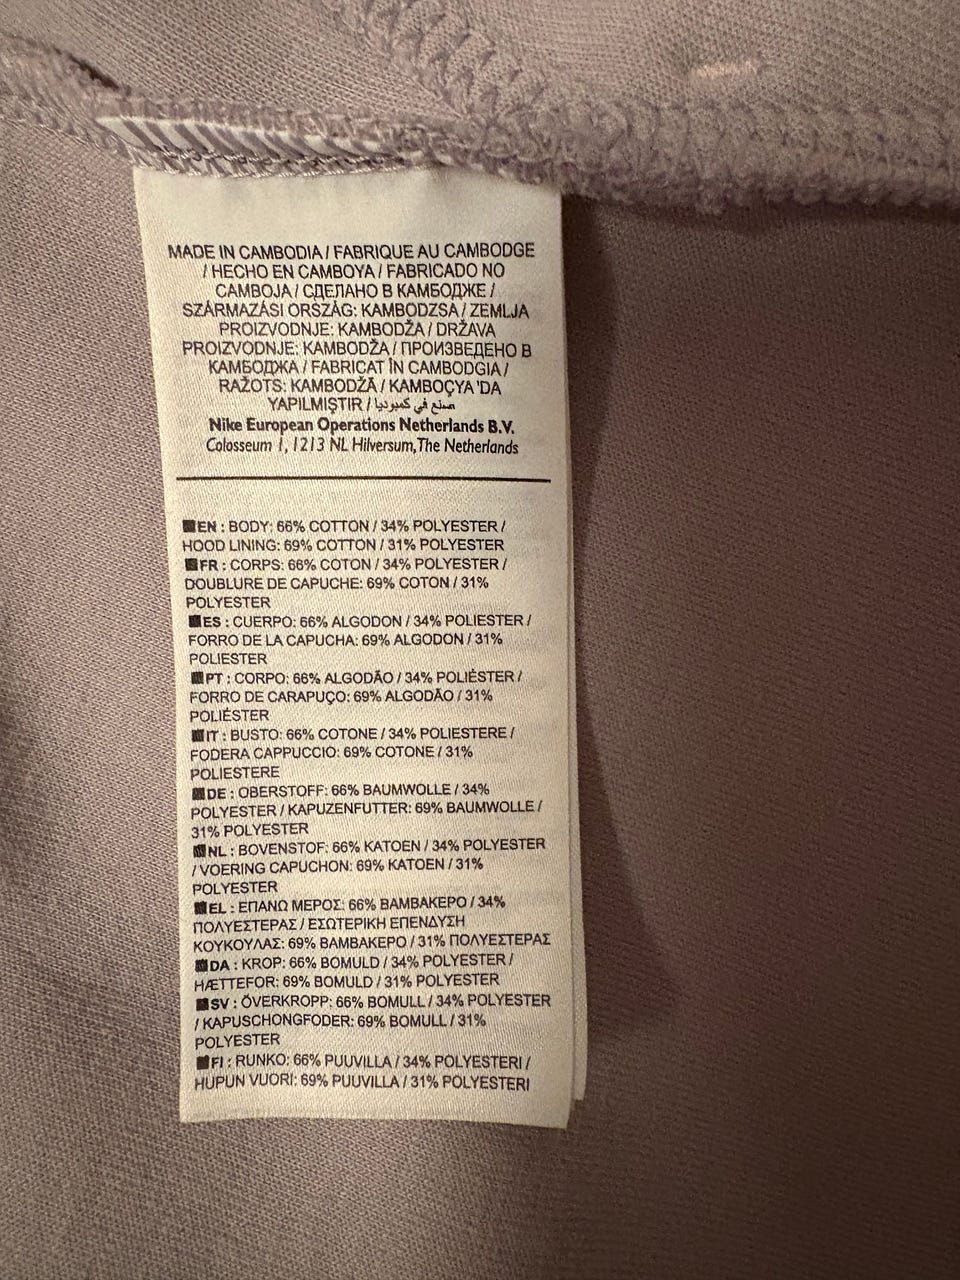 MADE IN CAMBODIA / FABRIQUE AU CAMBODGE
/ HECHO EN CAMBOYA / FABRICADO NO
CAMBOJA / СДЕЛАНО В КАМБОДЖЕ /
SZÁRMAZÁSI ORSZÁG: KAMBODZSA / ZEMLJA
PROIZVODNJE: KAMBODŽA / DRŽAVA
PROIZVODNJE: KAMBODŽA / ПРОИЗВЕДЕНО В
КАМБОДЖА / FABRICAT ÎN CAMBODGIA /
RAŽOTS: KAMBODŽĀ / KAMBOÇYA 'DA
YAPILMIŞTIR / صنع في كمبوديا
Nike European Operations Netherlands B.V.
Colosseum 1, 1213 NL Hilversum,The Netherlands
EN : BODY: 66% COTTON / 34% POLYESTER /
HOOD LINING: 69% COTTON / 31% POLYESTER
FR : CORPS: 66% COTON / 34% POLYESTER /
DOUBLURE DE CAPUCHE: 69% COTON / 31%
POLYESTER
ES : CUERPO: 66% ALGODON / 34% POLIESTER /
FORRO DE LA CAPUCHA: 69% ALGODON / 31%
POLIESTER
PT : CORPO: 66% ALGODÃO / 34% POLIÉSTER /
FORRO DE CARAPUÇO: 69% ALGODÃO / 31%
POLIÉSTER
IT : BUSTO: 66% COTONE / 34% POLIESTERE /
FODERA CAPPUCCIO: 69% COTONE / 31%
POLIESTERE
DE : OBERSTOFF: 66% BAUMWOLLE / 34%
POLYESTER / KAPUZENFUTTER: 69% BAUMWOLLE /
31% POLYESTER
NL : BOVENSTOF: 66% KATOEN / 34% POLYESTER
/ VOERING CAPUCHON: 69% KATOEN / 31%
POLYESTER
EL : ΕΠΑΝΩ ΜΕΡΟΣ: 66% ΒΑΜΒΑΚΕΡΟ / 34%
ΠΟΛΥΕΣΤΕΡΑΣ / ΕΣΩΤΕΡΙΚΗ ΕΠΕΝΔΥΣΗ
ΚΟΥΚΟΥΛΑΣ: 69% ΒΑΜΒΑΚΕΡΟ / 31% ΠΟΛΥΕΣΤΕΡΑΣ
DA : KROP: 66% BOMULD / 34% POLYESTER /
HÆTTEFOR: 69% BOMULD / 31% POLYESTER
SV : ÖVERKROPP: 66% BOMULL / 34% POLYESTER
/ KAPUSCHONGFODER: 69% BOMULL / 31%
POLYESTER
FI : RUNKO: 66% PUUVILLA / 34% POLYESTERI /
HUPUN VUORI: 69% PUUVILLA / 31% POLYESTERI